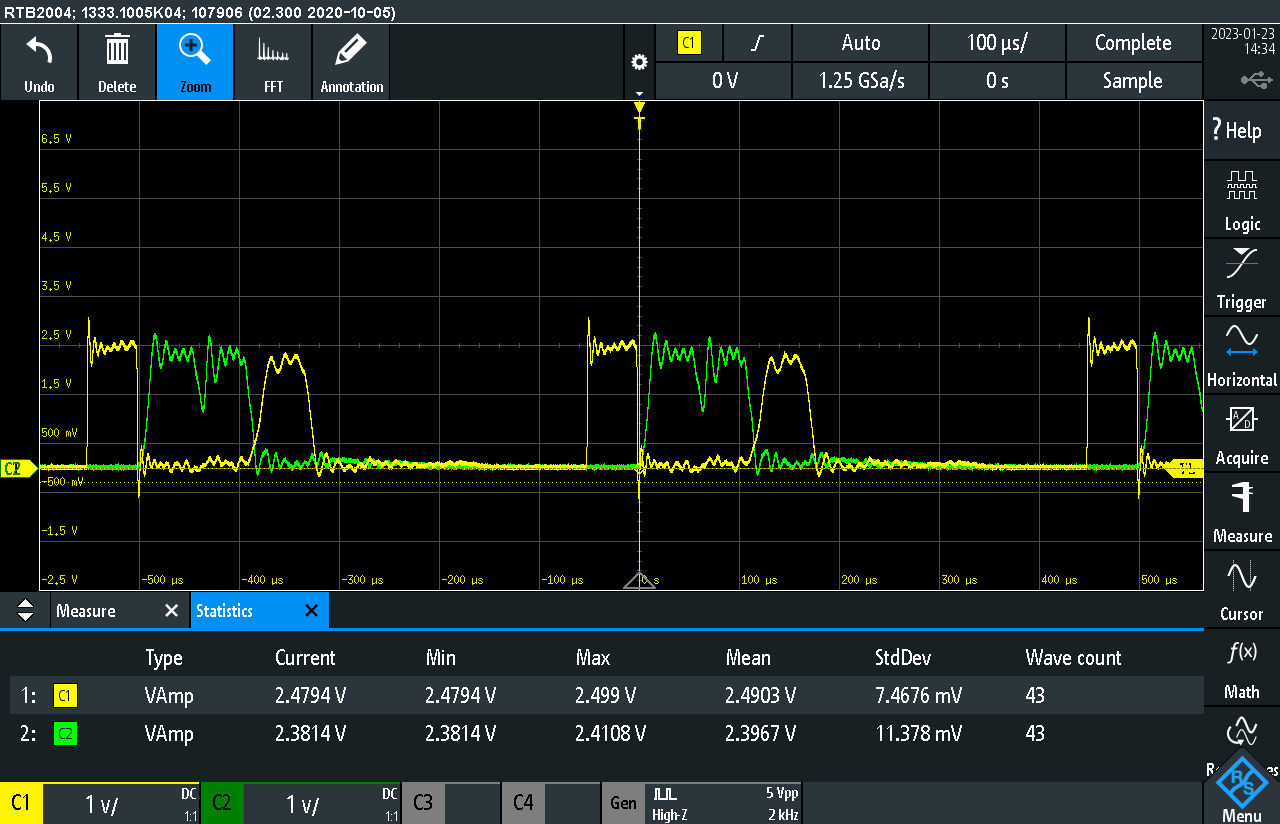 RTB2004; 1333.1005K04; 107906 (02.300 2020-10-05)
Undo Delete Zoom FFT Annotation
C1 Auto 100 µs/ Complete
0 V 1.25 GSa/s 0 s Sample
2023-01-23
14:34
? Help
Logic
Trigger
Horizontal
A/D
Acquire
Measure
Cursor
f(x)
Math
Menu
T
6.5 V
5.5 V
4.5 V
3.5 V
2.5 V
1.5 V
500 mV
-500 mV
-1.5 V
-2.5 V
-500 µs -400 µs -300 µs -200 µs -100 µs 0 s 100 µs 200 µs 300 µs 400 µs 500 µs
Measure Statistics
Type Current Min Max Mean StdDev Wave count
1: C1 VAmp 2.4794 V 2.4794 V 2.499 V 2.4903 V 7.4676 mV 43
2: C2 VAmp 2.3814 V 2.3814 V 2.4108 V 2.3967 V 11.378 mV 43
C1 1 V/ DC 1:1 C2 1 V/ DC 1:1 C3 C4 Gen High-Z 5 Vpp 2 kHz